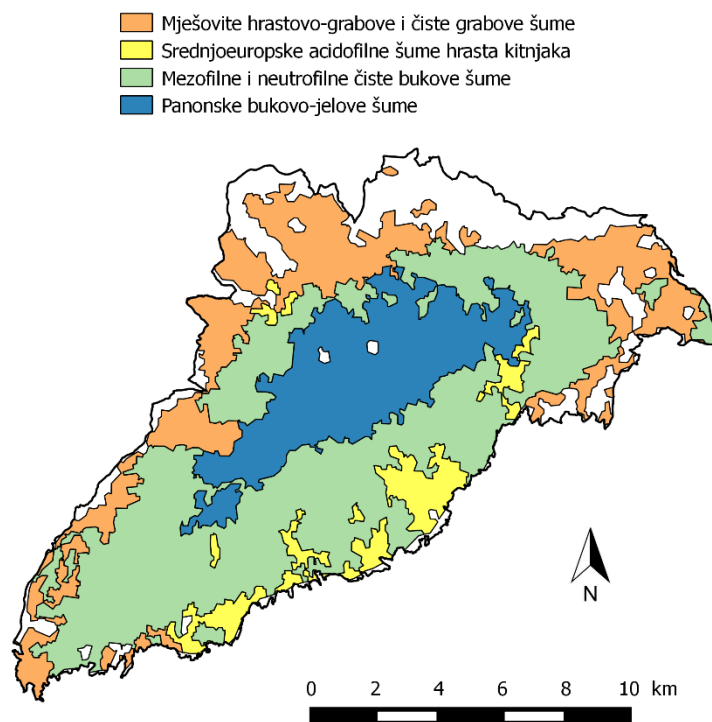 Mješovite hrastovo-grabove i čiste grabove šume
Srednjoeuropske acidofilne šume hrasta kitnjaka
Mezofilne i neutrofilne čiste bukove šume
Panonske bukovo-jelove šume
N
0 2 4 6 8 10 km